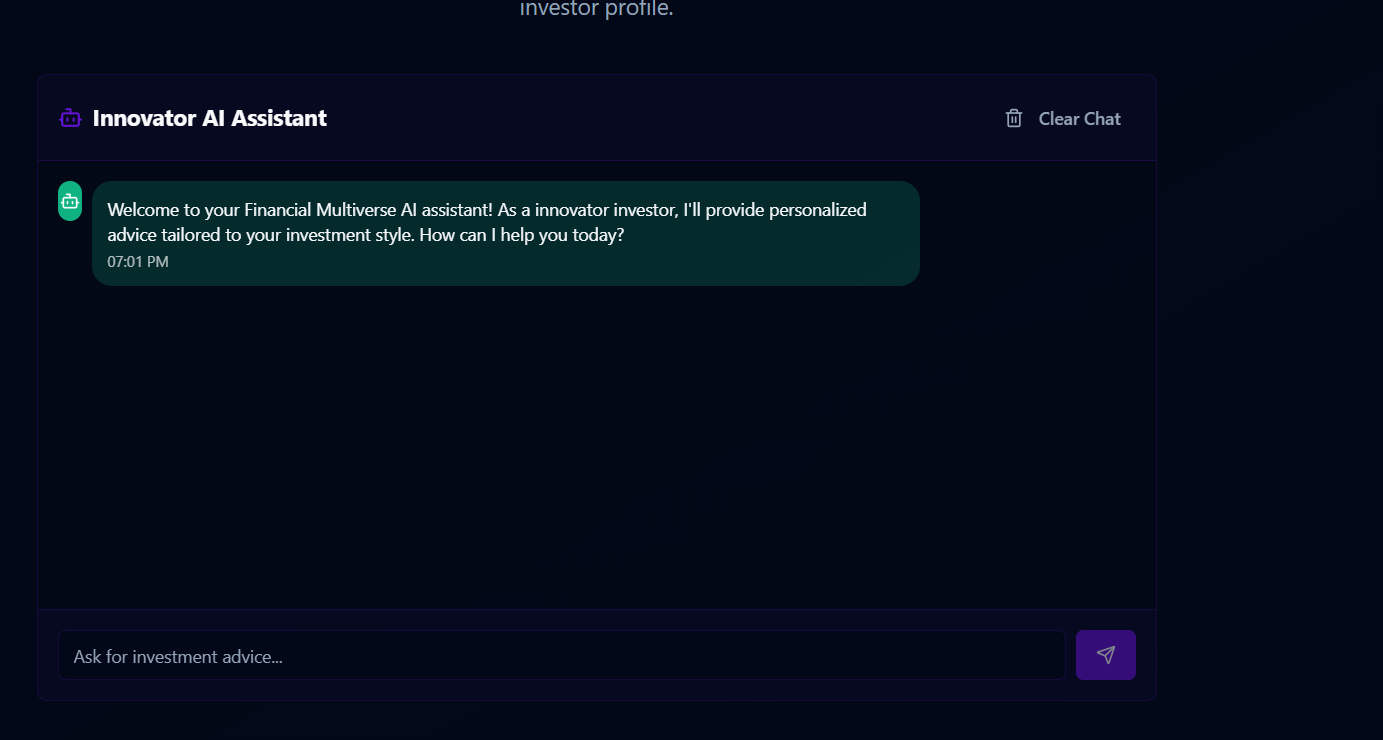 investor profile.
Innovator AI Assistant
Clear Chat
Welcome to your Financial Multiverse AI assistant! As a innovator investor, I'll provide personalized
advice tailored to your investment style. How can I help you today?
07:01 PM
Ask for investment advice...